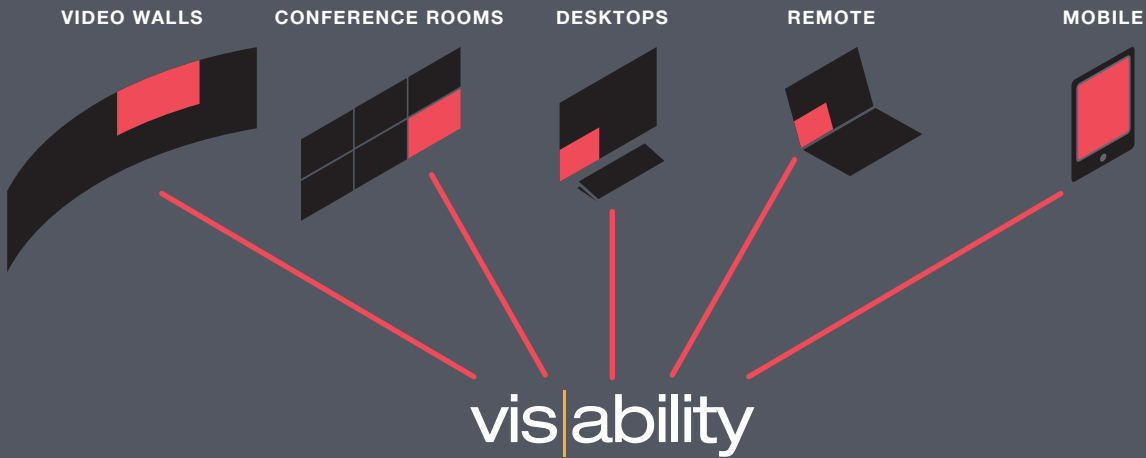 VIDEO WALLS
CONFERENCE ROOMS
DESKTOPS
REMOTE
MOBILE
vis|ability